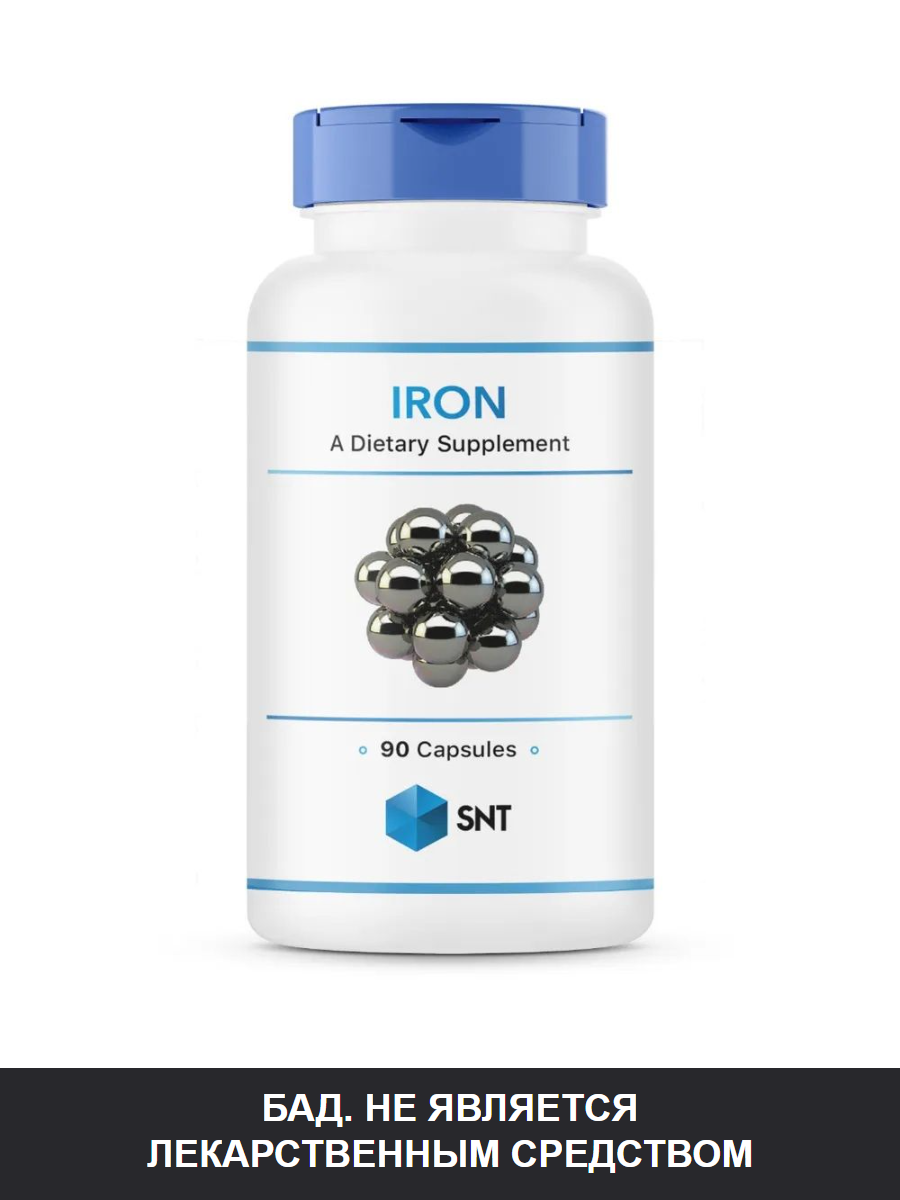 IRON
A Dietary Supplement
90 Capsules
SNT
БАД. НЕ ЯВЛЯЕТСЯ
ЛЕКАРСТВЕННЫМ СРЕДСТВОМ